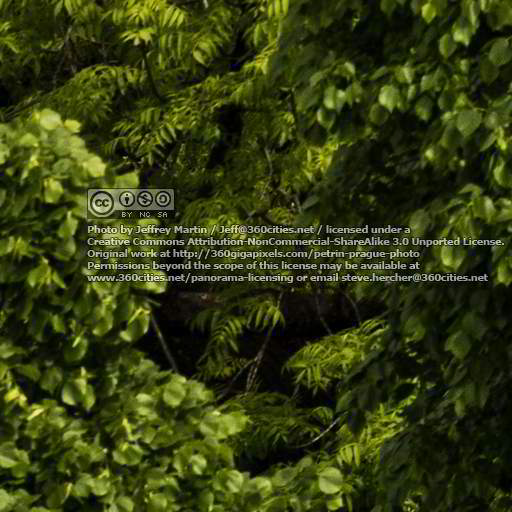 cc
BY NC SA
Photo by Jeffrey Martin / Jeff@360cities.net / licensed under a
Creative Commons Attribution-NonCommercial-ShareAlike 3.0 Unported License.
Original work at http://360gigapixels.com/petrin-prague-photo
Permissions beyond the scope of this license may be available at
www.360cities.net/panorama-licensing or email steve.hercher@360cities.net